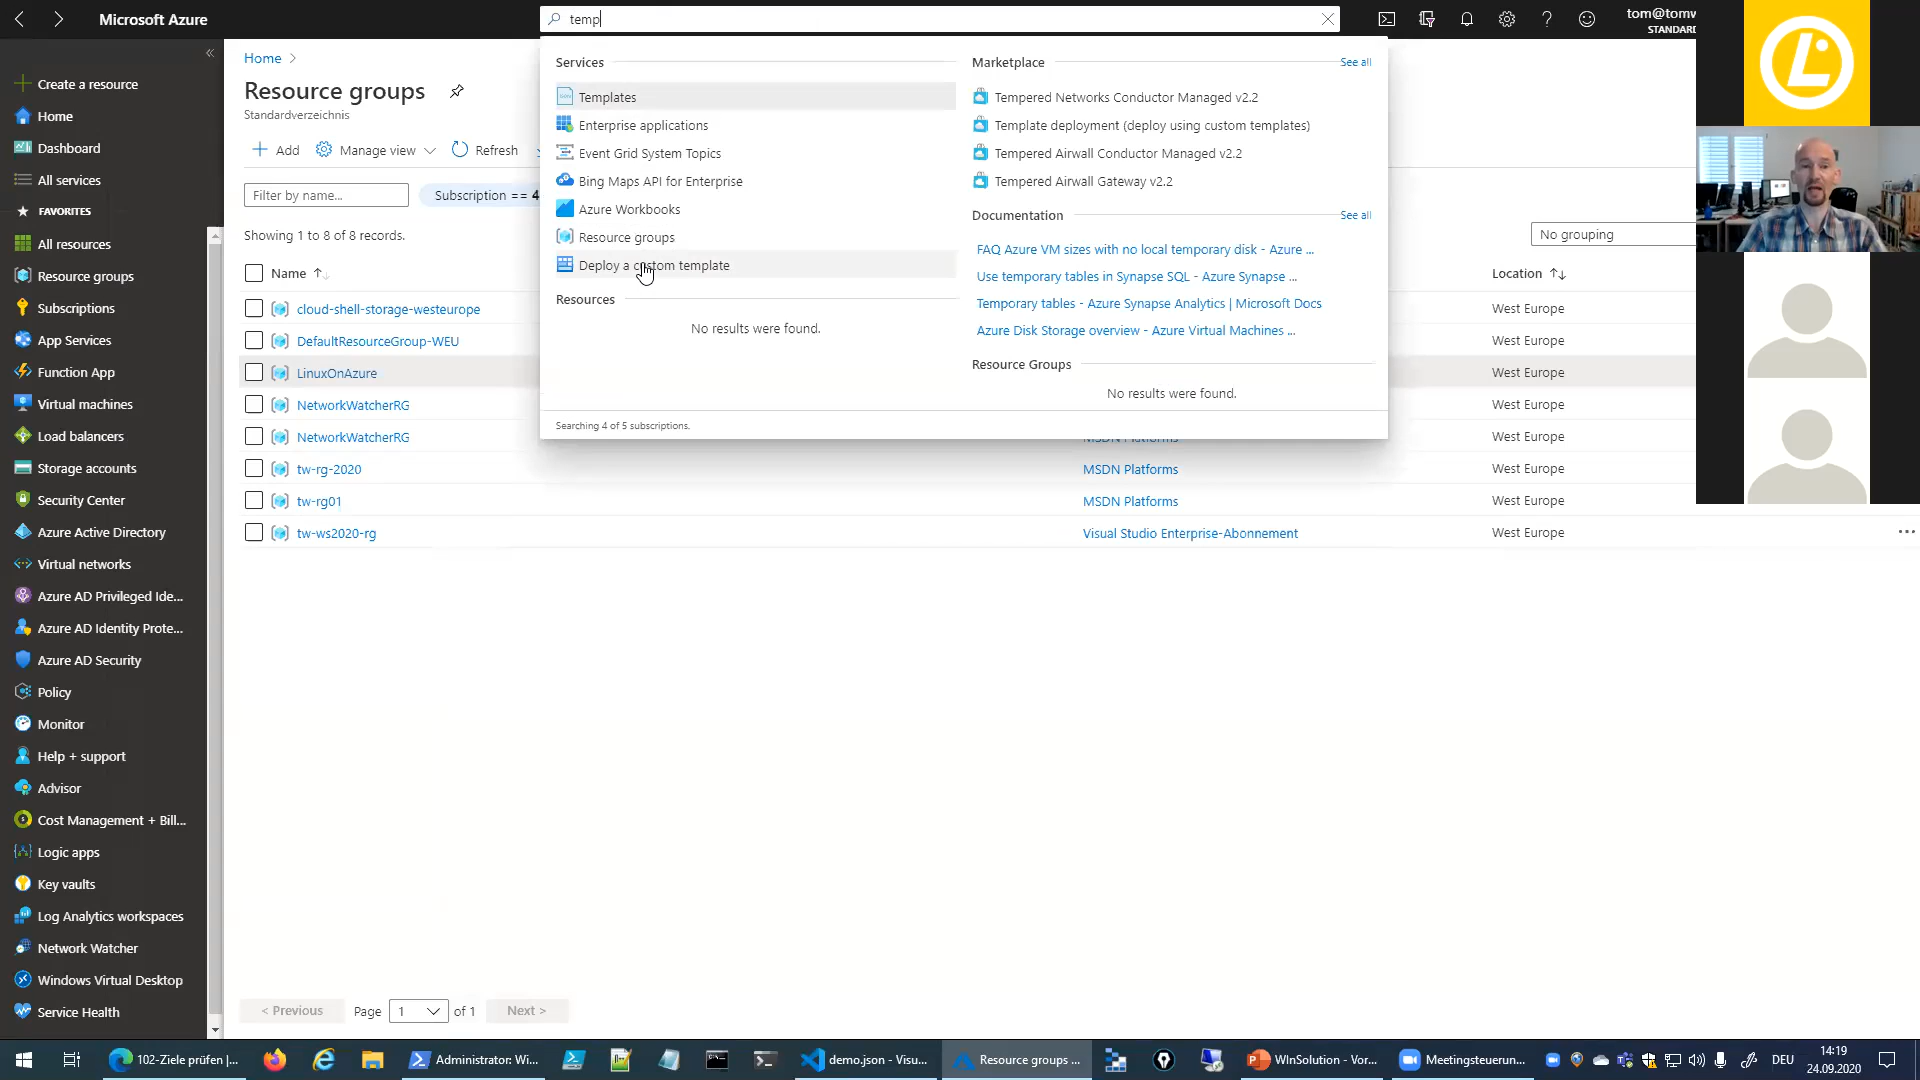 Microsoft Azure
temp
tom@tomw
STANDARD
Create a resource
Home
Dashboard
All services
FAVORITES
All resources
Resource groups
Subscriptions
App Services
Function App
Virtual machines
Load balancers
Storage accounts
Security Center
Azure Active Directory
Virtual networks
Azure AD Privileged Ide...
Azure AD Identity Prote...
Azure AD Security
Policy
Monitor
Help + support
Advisor
Cost Management + Bill...
Logic apps
Key vaults
Log Analytics workspaces
Network Watcher
Windows Virtual Desktop
Service Health
Home >
Resource groups
Standardverzeichnis
Add
Manage view
Refresh
Filter by name...
Subscription == 4
Showing 1 to 8 of 8 records.
No grouping
Name
Location
cloud-shell-storage-westeurope
West Europe
DefaultResourceGroup-WEU
West Europe
LinuxOnAzure
West Europe
NetworkWatcherRG
West Europe
NetworkWatcherRG
MSDN Platforms
West Europe
tw-rg-2020
MSDN Platforms
West Europe
tw-rg01
MSDN Platforms
West Europe
tw-ws2020-rg
Visual Studio Enterprise-Abonnement
West Europe
Services
Templates
Enterprise applications
Event Grid System Topics
Bing Maps API for Enterprise
Azure Workbooks
Resource groups
Deploy a custom template
Resources
No results were found.
Marketplace
See all
Tempered Networks Conductor Managed v2.2
Template deployment (deploy using custom templates)
Tempered Airwall Conductor Managed v2.2
Tempered Airwall Gateway v2.2
Documentation
See all
FAQ Azure VM sizes with no local temporary disk - Azure ...
Use temporary tables in Synapse SQL - Azure Synapse ...
Temporary tables - Azure Synapse Analytics | Microsoft Docs
Azure Disk Storage overview - Azure Virtual Machines ...
Resource Groups
No results were found.
Searching 4 of 5 subscriptions.
< Previous
Page
1
of 1
Next >
102-Ziele prüfen |...
Administrator: Wi...
demo.json - Visu...
Resource groups ...
WInSolution - Vor...
Meetingsteuerun...
DEU
14:19
24.09.2020